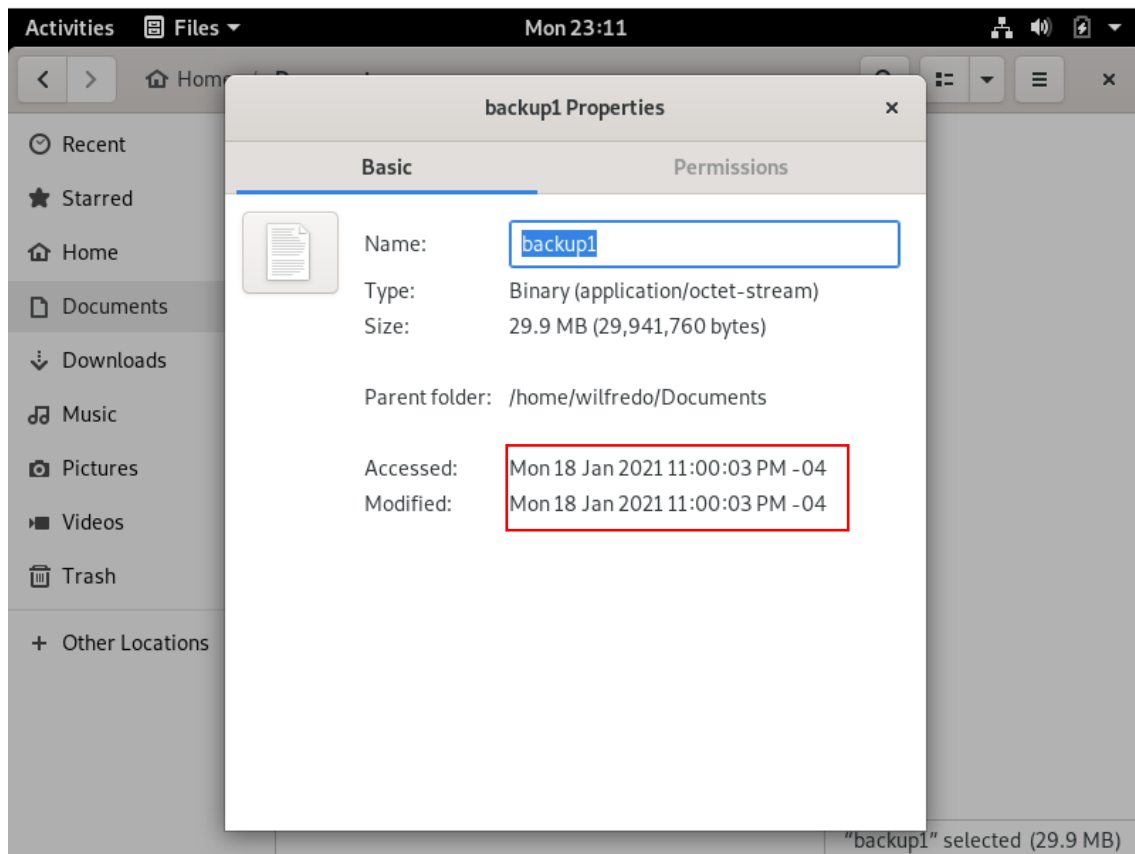 Activities Files Mon 23:11
Home /
backup1 Properties
Basic Permissions
Recent
Starred
Home
Documents
Downloads
Music
Pictures
Videos
Trash
+ Other Locations
Name: backup1
Type: Binary (application/octet-stream)
Size: 29.9 MB (29,941,760 bytes)
Parent folder: /home/wilfredo/Documents
Accessed: Mon 18 Jan 2021 11:00:03 PM -04
Modified: Mon 18 Jan 2021 11:00:03 PM -04
“backup1” selected (29.9 MB)